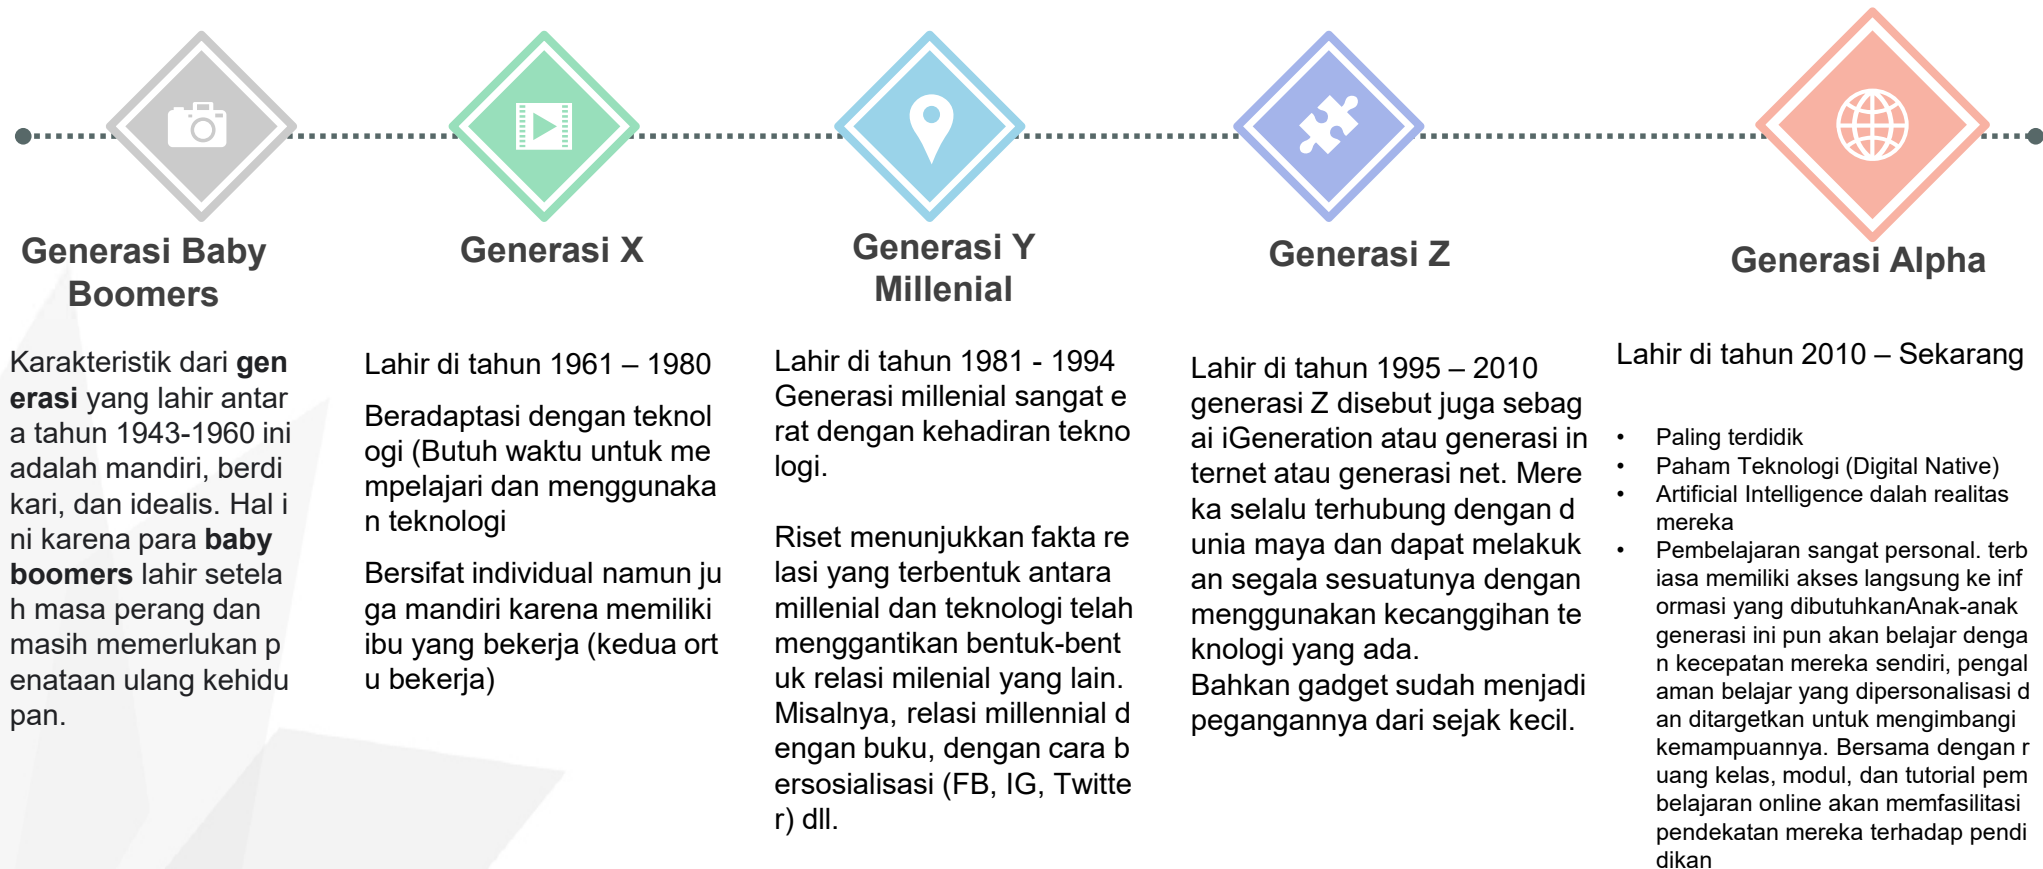 Generasi Baby
Boomers
Karakteristik dari gen
erasi yang lahir antar
a tahun 1943-1960 ini
adalah mandiri, berdi
kari, dan idealis. Hal i
ni karena para baby
boomers lahir setela
h masa perang dan
masih memerlukan p
enataan ulang kehidu
pan.
Generasi X
Lahir di tahun 1961 – 1980
Beradaptasi dengan teknol
ogi (Butuh waktu untuk me
mpelajari dan menggunaka
n teknologi
Bersifat individual namun ju
ga mandiri karena memiliki
ibu yang bekerja (kedua ort
u bekerja)
Generasi Y
Millenial
Lahir di tahun 1981 - 1994
Generasi millenial sangat e
rat dengan kehadiran tekno
logi.
Riset menunjukkan fakta re
lasi yang terbentuk antara
millenial dan teknologi telah
menggantikan bentuk-bent
uk relasi milenial yang lain.
Misalnya, relasi millennial d
engan buku, dengan cara b
ersosialisasi (FB, IG, Twitte
r) dll.
Generasi Z
Lahir di tahun 1995 – 2010
generasi Z disebut juga sebag
ai iGeneration atau generasi in
ternet atau generasi net. Mere
ka selalu terhubung dengan d
unia maya dan dapat melakuk
an segala sesuatunya dengan
menggunakan kecanggihan te
knologi yang ada.
Bahkan gadget sudah menjadi
pegangannya dari sejak kecil.
Generasi Alpha
Lahir di tahun 2010 – Sekarang
• Paling terdidik
• Paham Teknologi (Digital Native)
• Artificial Intelligence dalah realitas
mereka
• Pembelajaran sangat personal. terb
iasa memiliki akses langsung ke inf
ormasi yang dibutuhkanAnak-anak
generasi ini pun akan belajar denga
n kecepatan mereka sendiri, pengal
aman belajar yang dipersonalisasi d
an ditargetkan untuk mengimbangi
kemampuannya. Bersama dengan r
uang kelas, modul, dan tutorial pem
belajaran online akan memfasilitasi
pendekatan mereka terhadap pendi
dikan